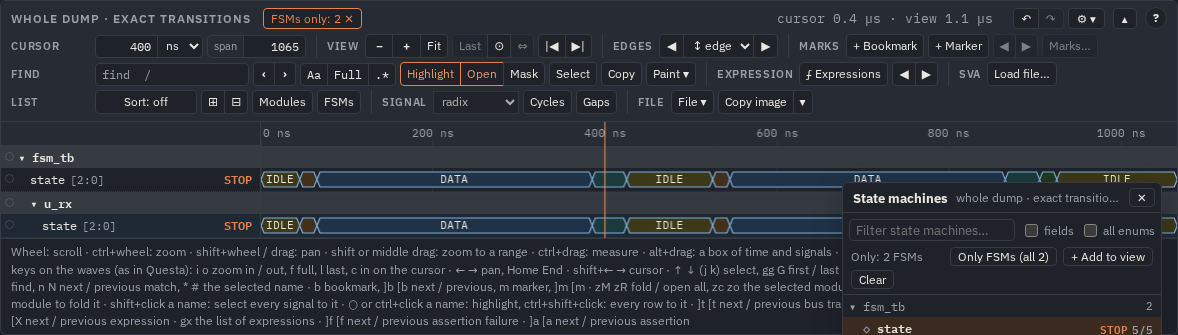 WHOLE DUMP · EXACT TRANSITIONS FSMs only: 2 × cursor 0.4 µs · view 1.1 µs ↶ ↷ ⚙ ▾ ▴ ?
CURSOR 400 ns span 1065 VIEW − + Fit Last ⊙ ⇔ |◀ ▶| EDGES ◀ ↕ edge ▶ MARKS + Bookmark + Marker ◀ ▶ Marks...
FIND find / ‹ › Aa Full .* Highlight Open Mask Select Copy Paint ▾ EXPRESSION ⨍ Expressions ◀ ▶ SVA Load file…
LIST Sort: off ⊞ ⊟ Modules FSMs SIGNAL radix Cycles Gaps FILE File ▾ Copy image ▾
0 ns 200 ns 400 ns 600 ns 800 ns 1000 ns
▾ fsm_tb
state [2:0] STOP IDLE DATA IDLE DATA IDLE
▾ u_rx
state [2:0] STOP IDLE DATA IDLE
Wheel: scroll · ctrl+wheel: zoom · shift+wheel / drag: pan · shift or middle drag: zoom to a range · ctrl+drag: measure · alt+drag: a box of time and signals ·
keys on the waves (as in Questa): i o zoom in / out, f full, l last, c in on the cursor · ←→ pan, Home End · shift+←→ cursor · ↑ ↓ (j k) select, gg G first / last
find, n N next / previous match, * # the selected name · b bookmark, ]b [b next / previous, m marker, ]m [m · zM zR fold / open all, zc zo the selected modu
module to fold it · shift+click a name: select every signal to it · ○ or ctrl+click a name: highlight, ctrl+shift+click: every row to it · ]t [t next / previous bus tra
[X next / previous expression · gx the list of expressions · ]f [f next / previous assertion failure · ]a [a next / previous assertion
State machines whole dump · exact transitio… ×
Filter state machines… fields all enums
Only: 2 FSMs Only FSMs (all 2) + Add to view
Clear
▾ fsm_tb 2
◇ state STOP 5/5